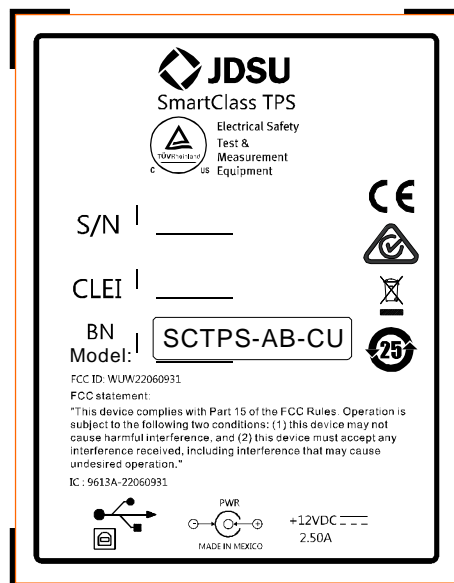 JDSU
SmartClass TPS
TÜVRheinland
C US
Electrical Safety
Test &
Measurement
Equipment
S/N
CLEI
BN
Model:
SCTPS-AB-CU
25
FCC ID: WUW22060931
FCC statement:
"This device complies with Part 15 of the FCC Rules. Operation is
subject to the following two conditions: (1) this device may not
cause harmful interference, and (2) this device must accept any
interference received, including interference that may cause
undesired operation."
IC : 9613A-22060931
PWR
MADE IN MEXICO
+12VDC
2.50A